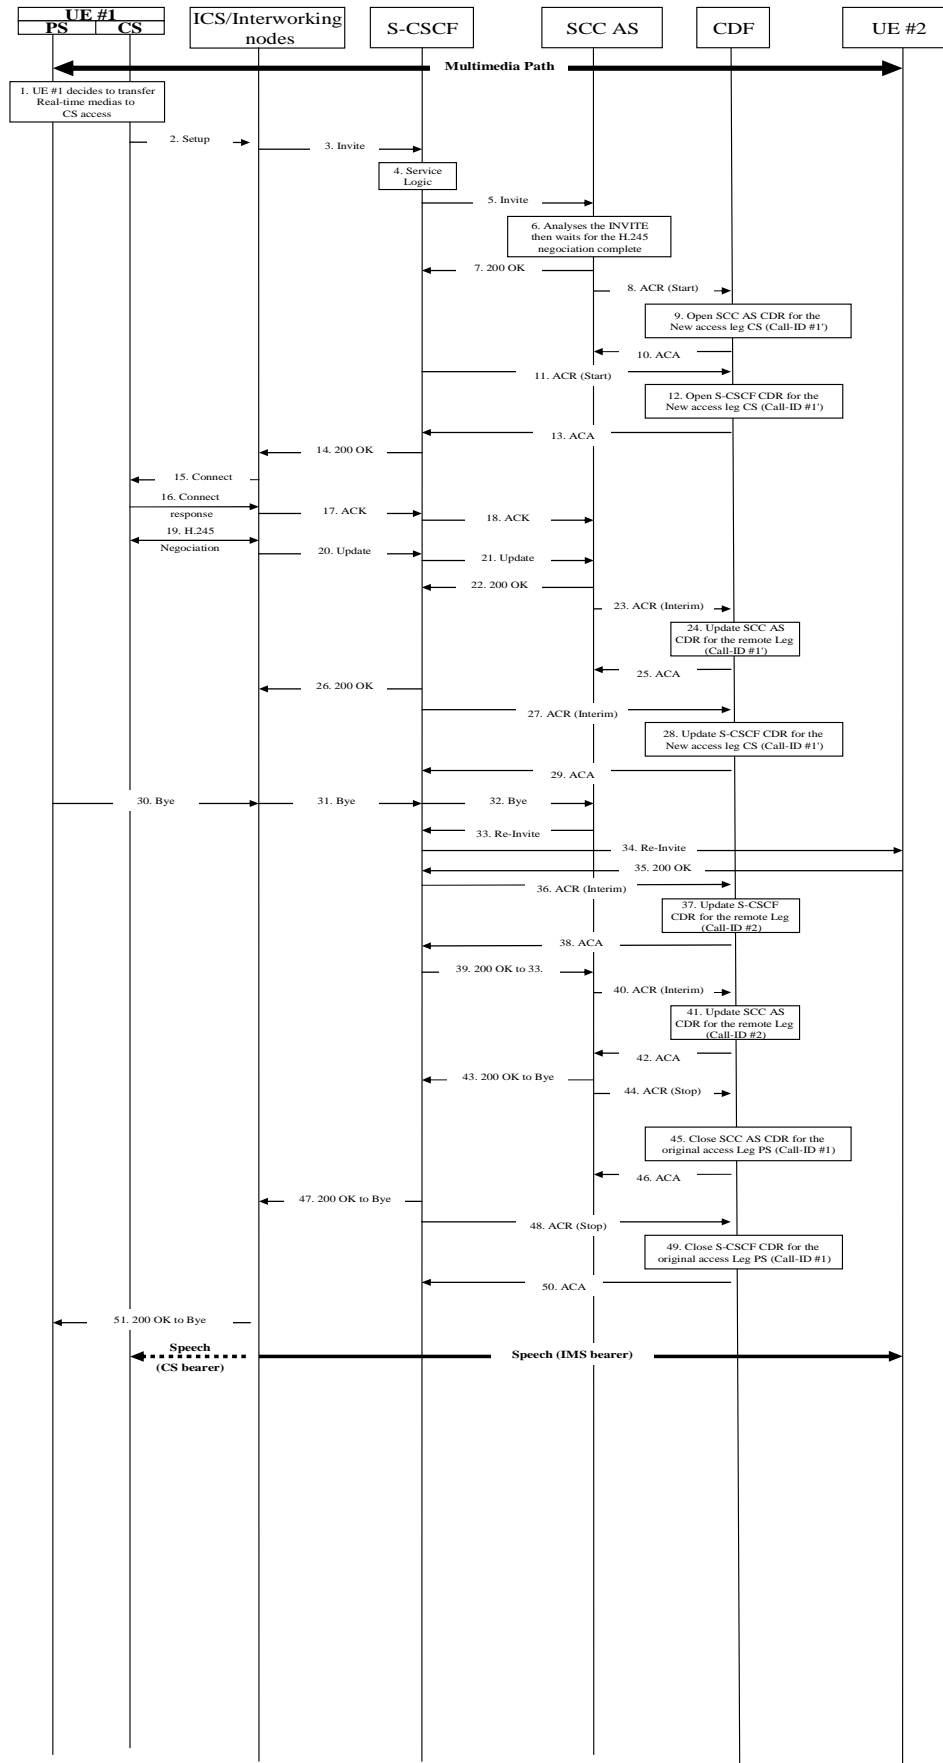 UE #1
PS CS
ICS/Interworking
nodes
S-CSCF
SCC AS
CDF
UE #2
Multimedia Path
1. UE #1 decides to transfer
Real-time medias to
CS access
2. Setup
3. Invite
4. Service
Logic
5. Invite
6. Analyses the INVITE
then waits for the H.245
negociation complete
7. 200 OK
8. ACR (Start)
9. Open SCC AS CDR for the
New access leg CS (Call-ID #1')
10. ACA
11. ACR (Start)
12. Open S-CSCF CDR for the
New access leg CS (Call-ID #1')
13. ACA
14. 200 OK
15. Connect
16. Connect
response
17. ACK
18. ACK
19. H.245
Negociation
20. Update
21. Update
22. 200 OK
23. ACR (Interim)
24. Update SCC AS
CDR for the remote Leg
(Call-ID #1')
25. ACA
26. 200 OK
27. ACR (Interim)
28. Update S-CSCF CDR for the
New access leg CS (Call-ID #1')
29. ACA
30. Bye
31. Bye
32. Bye
33. Re-Invite
34. Re-Invite
35. 200 OK
36. ACR (Interim)
37. Update S-CSCF
CDR for the remote Leg
(Call-ID #2)
38. ACA
39. 200 OK to 33.
40. ACR (Interim)
41. Update SCC AS
CDR for the remote Leg
(Call-ID #2)
42. ACA
43. 200 OK to Bye
44. ACR (Stop)
45. Close SCC AS CDR for the
original access Leg PS (Call-ID #1)
46. ACA
47. 200 OK to Bye
48. ACR (Stop)
49. Close S-CSCF CDR for the
original access Leg PS (Call-ID #1)
50. ACA
51. 200 OK to Bye
Speech
(CS bearer)
Speech (IMS bearer)